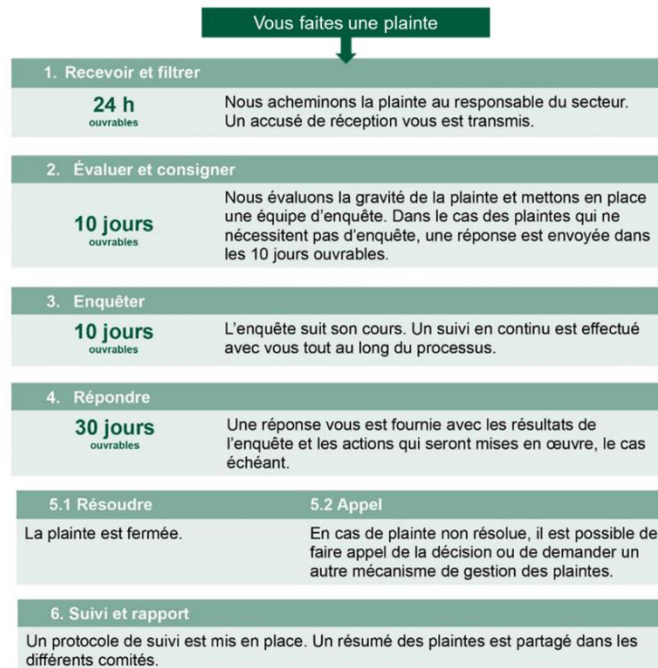 Vous faites une plainte
1. Recevoir et filtrer
24 h
ouvrables
Nous acheminons la plainte au responsable du secteur.
Un accusé de réception vous est transmis.
2. Évaluer et consigner
10 jours
ouvrables
Nous évaluons la gravité de la plainte et mettons en place
une équipe d'enquête. Dans le cas des plaintes qui ne
nécessitent pas d'enquête, une réponse est envoyée dans
les 10 jours ouvrables.
3. Enquêter
10 jours
ouvrables
L'enquête suit son cours. Un suivi en continu est effectué
avec vous tout au long du processus.
4. Répondre
30 jours
ouvrables
Une réponse vous est fournie avec les résultats de
l'enquête et les actions qui seront mises en œuvre, le cas
échéant.
5.1 Résoudre
La plainte est fermée.
5.2 Appel
En cas de plainte non résolue, il est possible de
faire appel de la décision ou de demander un
autre mécanisme de gestion des plaintes.
6. Suivi et rapport
Un protocole de suivi est mis en place. Un résumé des plaintes est partagé dans les
différents comités.